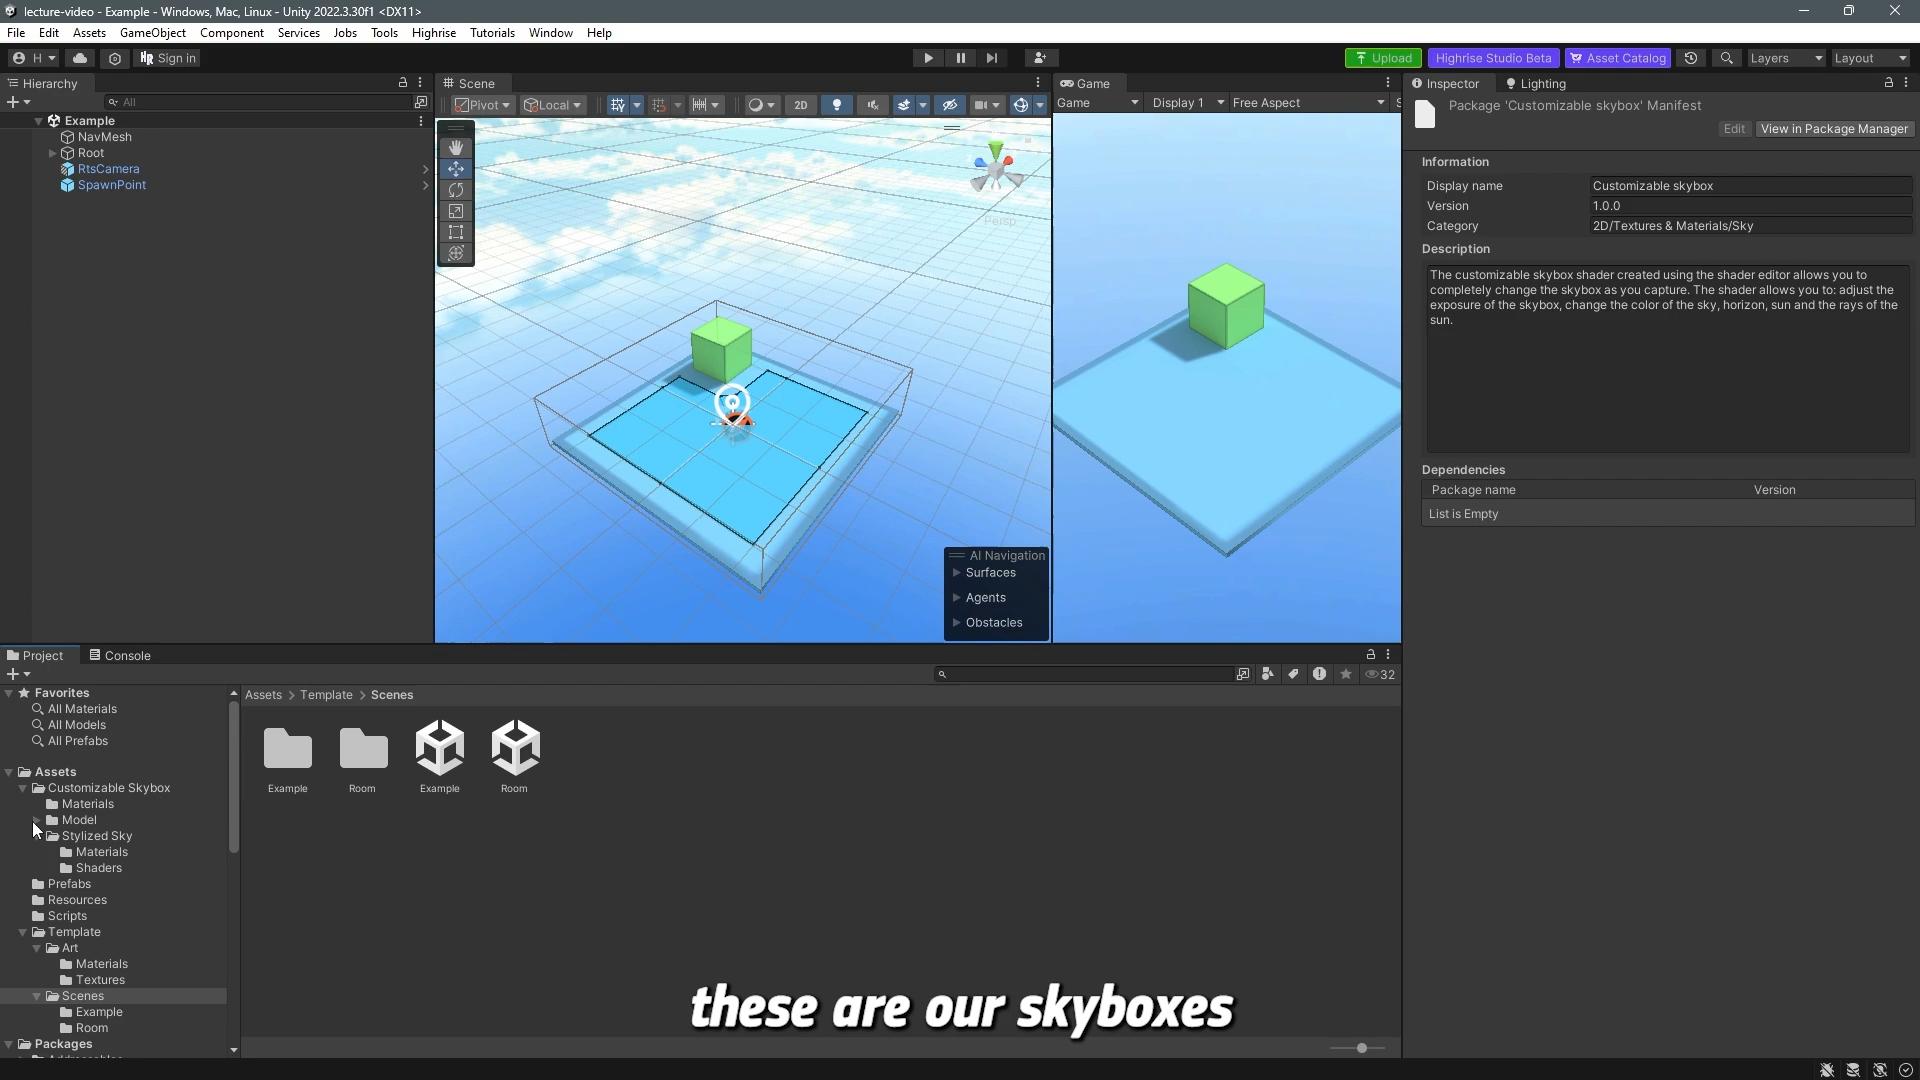 lecture-video - Example - Windows, Mac, Linux - Unity 2022.3.30f1 <DX11>
File Edit Assets GameObject Component Services Jobs Tools Highrise Tutorials Window Help
H Sign in Upload Highrise Studio Beta Asset Catalog Layers Layout
Hierarchy
All
Example
NavMesh
Root
RtsCamera
SpawnPoint
Scene
Pivot Local 2D
Persp
AI Navigation
Surfaces
Agents
Obstacles
Game
Game Display 1 Free Aspect S
Inspector Lighting
Package 'Customizable skybox' Manifest
Edit View in Package Manager
Information
Display name Customizable skybox
Version 1.0.0
Category 2D/Textures & Materials/Sky
Description
The customizable skybox shader created using the shader editor allows you to
completely change the skybox as you capture. The shader allows you to: adjust the
exposure of the skybox, change the color of the sky, horizon, sun and the rays of the
sun.
Dependencies
Package name Version
List is Empty
Project Console
32
Favorites
All Materials
All Models
All Prefabs
Assets
Customizable Skybox
Materials
Model
Stylized Sky
Materials
Shaders
Prefabs
Resources
Scripts
Template
Art
Materials
Textures
Scenes
Example
Room
Packages
Assets > Template > Scenes
Example Room Example Room
these are our skyboxes